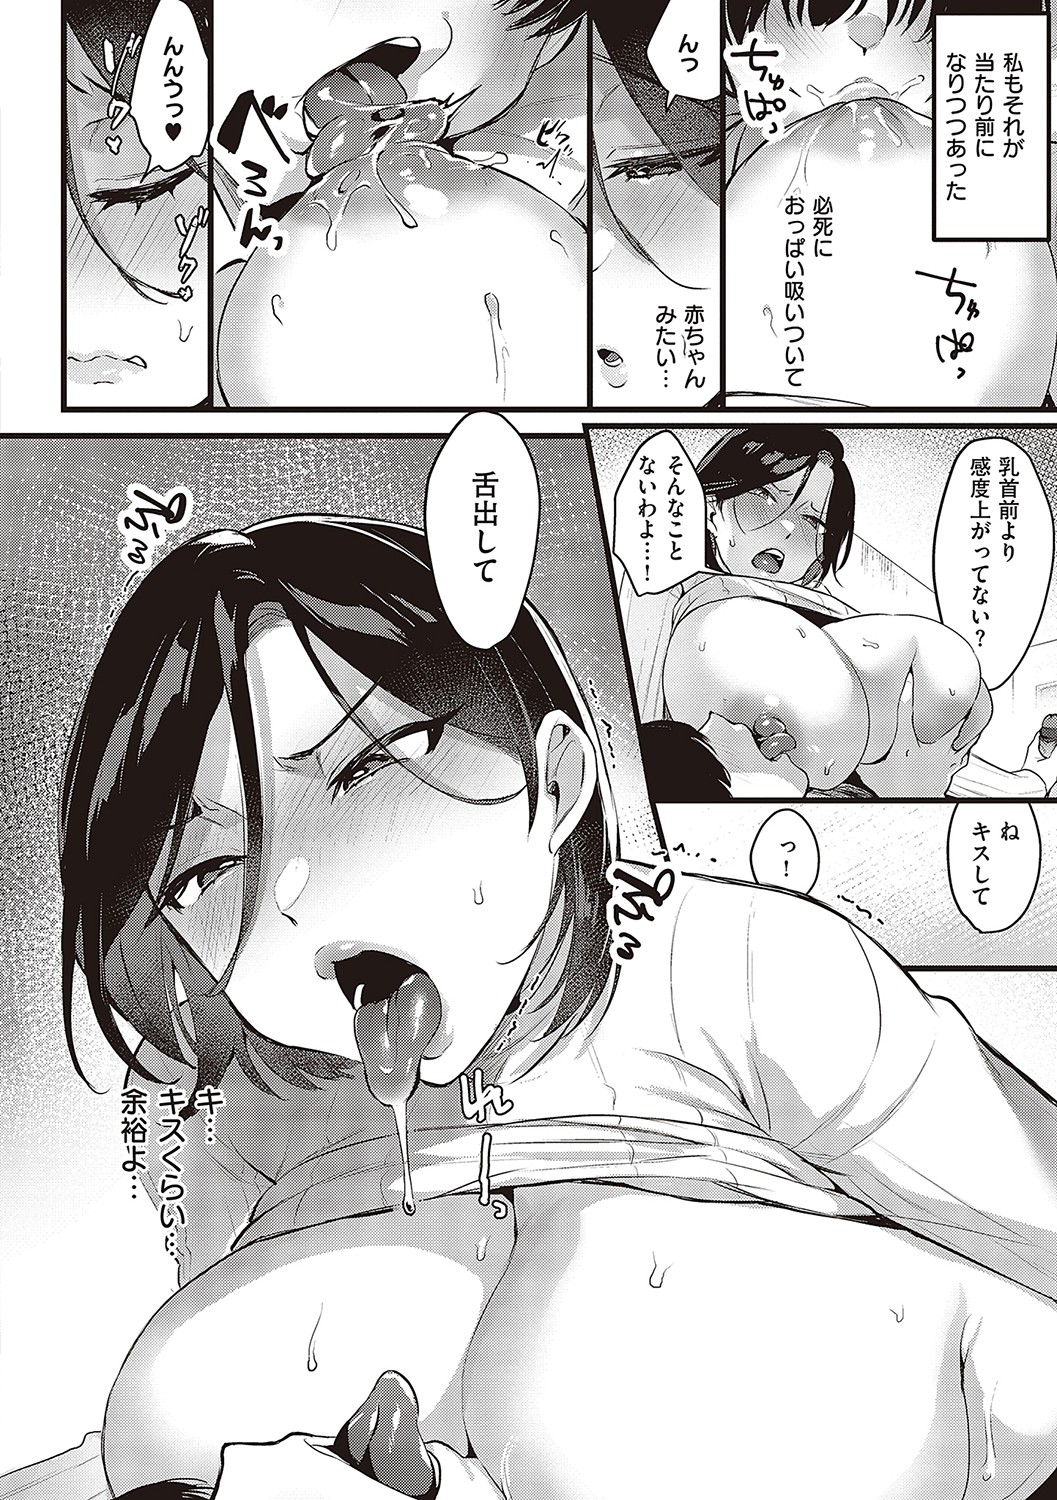 私もそれが
当たり前に
なりつつあった
ちゅぱっ
必死に
おっぱい吸いついて
ちゅぱっ
んっ
赤ちゃん
みたい…
ビクッ
べろんっ
んんうっ♥
ゾクゾク
乳首前より
感度上がってない？
そんなこと
ないわよ…！
ね
キスして
っ！
舌出して
キ…
キスくらい…
余裕よ…